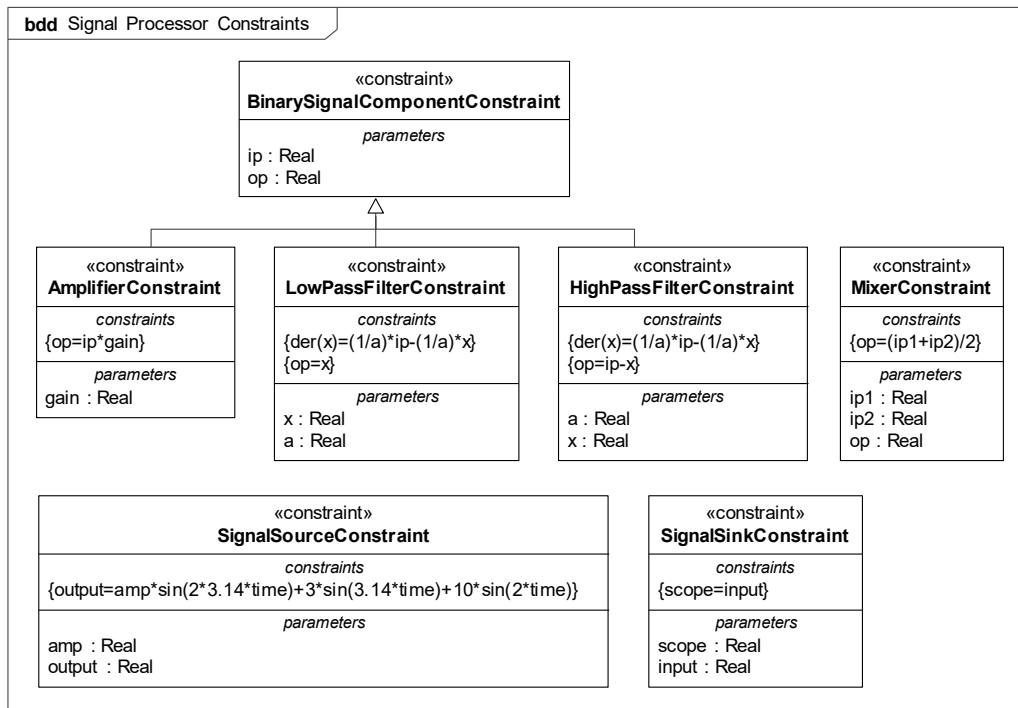 bdd Signal Processor Constraints
«constraint»
BinarySignalComponentConstraint
parameters
ip : Real
op : Real
«constraint»
AmplifierConstraint
constraints
{op=ip*gain}
parameters
gain : Real
«constraint»
LowPassFilterConstraint
constraints
{der(x)=(1/a)*ip-(1/a)*x}
{op=x}
parameters
x : Real
a : Real
«constraint»
HighPassFilterConstraint
constraints
{der(x)=(1/a)*ip-(1/a)*x}
{op=ip-x}
parameters
a : Real
x : Real
«constraint»
MixerConstraint
constraints
{op=(ip1+ip2)/2}
parameters
ip1 : Real
ip2 : Real
op : Real
«constraint»
SignalSourceConstraint
constraints
{output=amp*sin(2*3.14*time)+3*sin(3.14*time)+10*sin(2*time)}
parameters
amp : Real
output : Real
«constraint»
SignalSinkConstraint
constraints
{scope=input}
parameters
scope : Real
input : Real